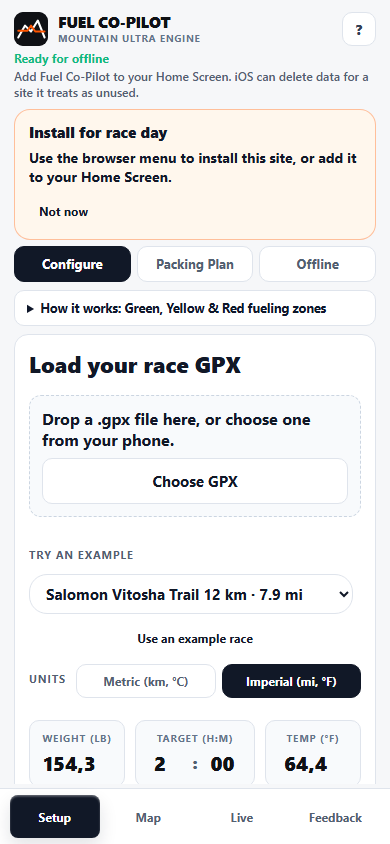 FUEL CO-PILOT
MOUNTAIN ULTRA ENGINE
?
Ready for offline
Add Fuel Co-Pilot to your Home Screen. iOS can delete data for a
site it treats as unused.
Install for race day
Use the browser menu to install this site, or add it
to your Home Screen.
Not now
Configure
Packing Plan
Offline
▶ How it works: Green, Yellow & Red fueling zones
Load your race GPX
Drop a .gpx file here, or choose one
from your phone.
Choose GPX
TRY AN EXAMPLE
Salomon Vitosha Trail 12 km · 7.9 mi
Use an example race
UNITS
Metric (km, °C)
Imperial (mi, °F)
WEIGHT (LB)
TARGET (H:M)
TEMP (°F)
154,3
2 : 00
64,4
Setup
Map
Live
Feedback